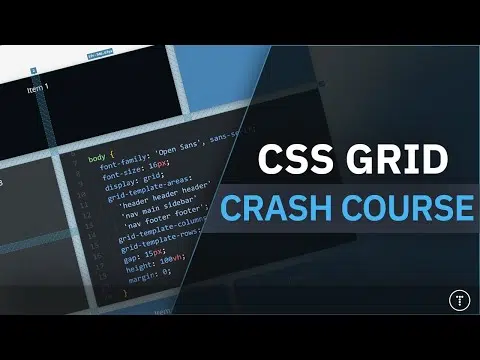 Item 1
CSS GRID
CRASH COURSE
body {
font-family: 'Open Sans', sans-
font-size: 16px;
display: grid;
grid-template-areas:
'header header header'
'nav main sidebar'
'nav footer footer';
grid-template-column
grid-template-rows:
gap: 15px;
height: 100vh;
margin: 0;
}
T